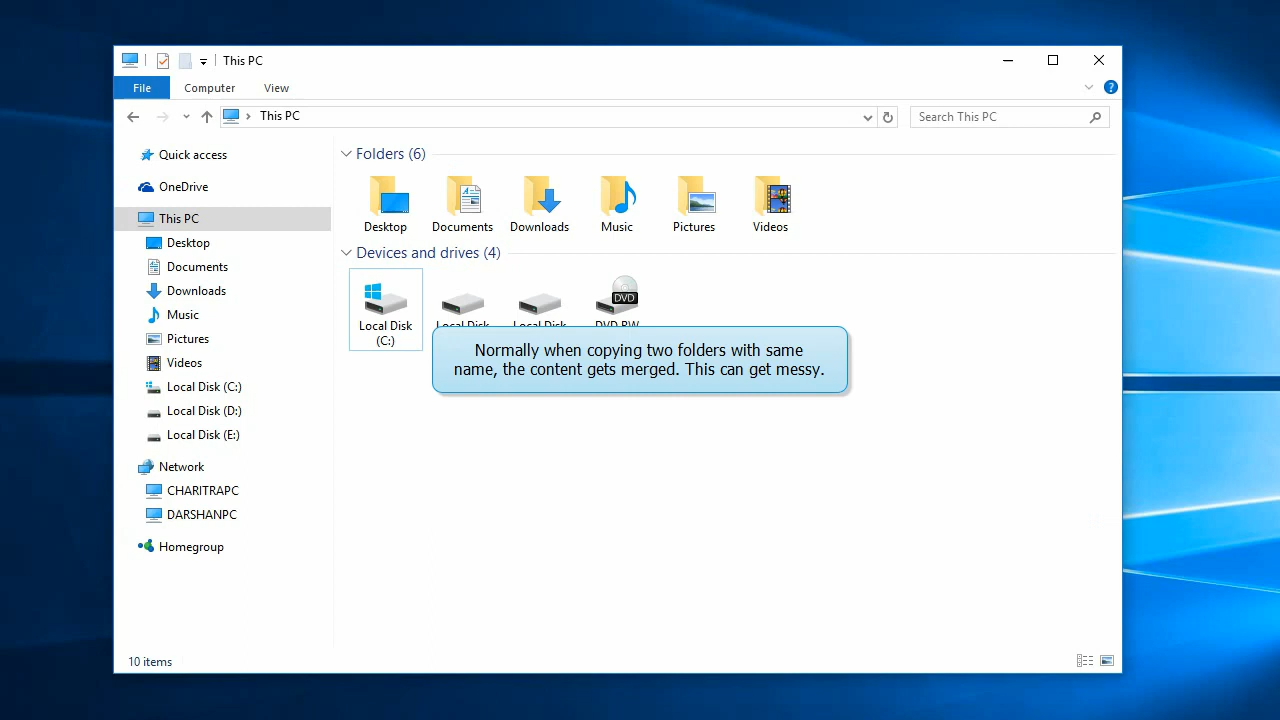 This PC
File Computer View
This PC
Search This PC
Quick access
OneDrive
This PC
Desktop
Documents
Downloads
Music
Pictures
Videos
Local Disk (C:)
Local Disk (D:)
Local Disk (E:)
Network
CHARITRAPC
DARSHANPC
Homegroup
Folders (6)
Desktop Documents Downloads Music Pictures Videos
Devices and drives (4)
DVD
Local Disk Local Disk Local Disk DVD RW
(C:)
Normally when copying two folders with same
name, the content gets merged. This can get messy.
10 items
?